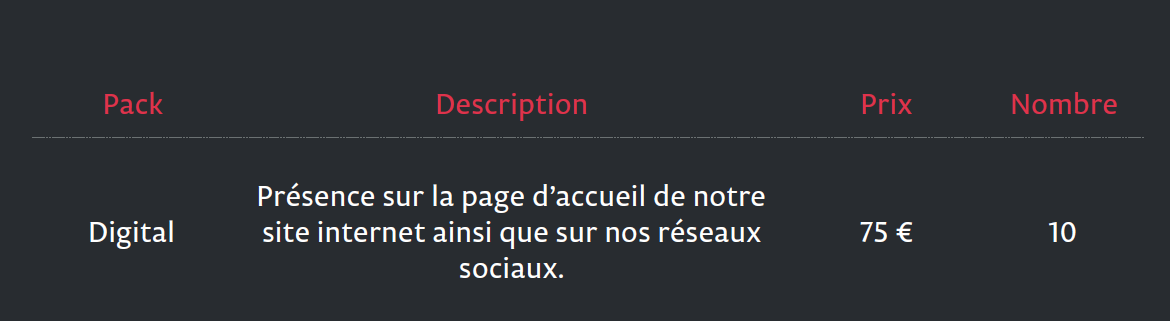 Pack Description Prix Nombre
Présence sur la page d’accueil de notre
Digital site internet ainsi que sur nos réseaux 75 € 10
sociaux.